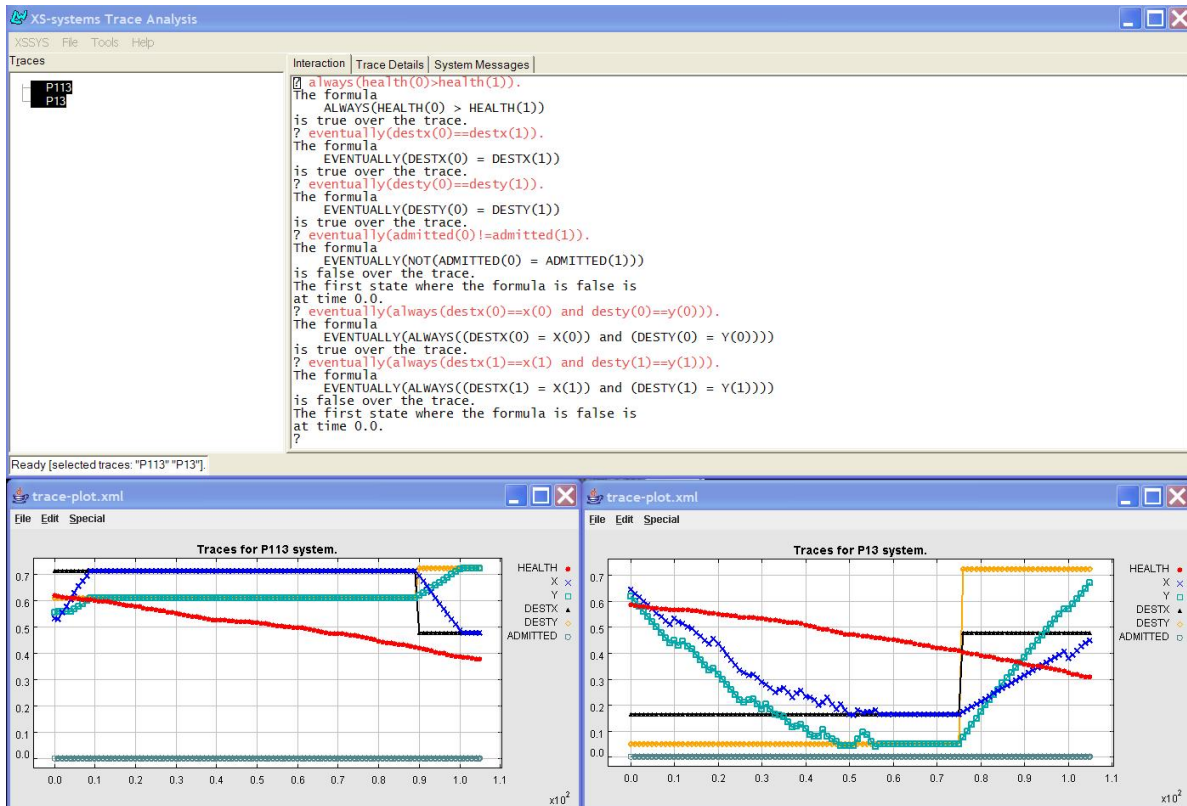 XS-systems Trace Analysis
XSSYS File Tools Help
Traces
P113
P13
Interaction Trace Details System Messages
? always(health(0)>health(1)).
The formula
ALWAYS(HEALTH(0) > HEALTH(1))
is true over the trace.
? eventually(destx(0)==destx(1)).
The formula
EVENTUALLY(DESTX(0) = DESTX(1))
is true over the trace.
? eventually(desty(0)==desty(1)).
The formula
EVENTUALLY(DESTY(0) = DESTY(1))
is true over the trace.
? eventually(admitted(0)!=admitted(1)).
The formula
EVENTUALLY(NOT(ADMITTED(0) = ADMITTED(1)))
is false over the trace.
The first state where the formula is false is
at time 0.0.
? eventually(always(destx(0)==x(0) and desty(0)==y(0))).
The formula
EVENTUALLY(ALWAYS((DESTX(0) = X(0)) and (DESTY(0) = Y(0))))
is true over the trace.
? eventually(always(destx(1)==x(1) and desty(1)==y(1))).
The formula
EVENTUALLY(ALWAYS((DESTX(1) = X(1)) and (DESTY(1) = Y(1))))
is false over the trace.
The first state where the formula is false is
at time 0.0.
?
Ready [selected traces: "P113" "P13"].
trace-plot.xml
File Edit Special
Traces for P113 system.
HEALTH
X
Y
DESTX
DESTY
ADMITTED
0.7
0.6
0.5
0.4
0.3
0.2
0.1
0.0
0.0 0.1 0.2 0.3 0.4 0.5 0.6 0.7 0.8 0.9 1.0 1.1
x10²
trace-plot.xml
File Edit Special
Traces for P13 system.
HEALTH
X
Y
DESTX
DESTY
ADMITTED
0.7
0.6
0.5
0.4
0.3
0.2
0.1
0.0
0.0 0.1 0.2 0.3 0.4 0.5 0.6 0.7 0.8 0.9 1.0 1.1
x10²